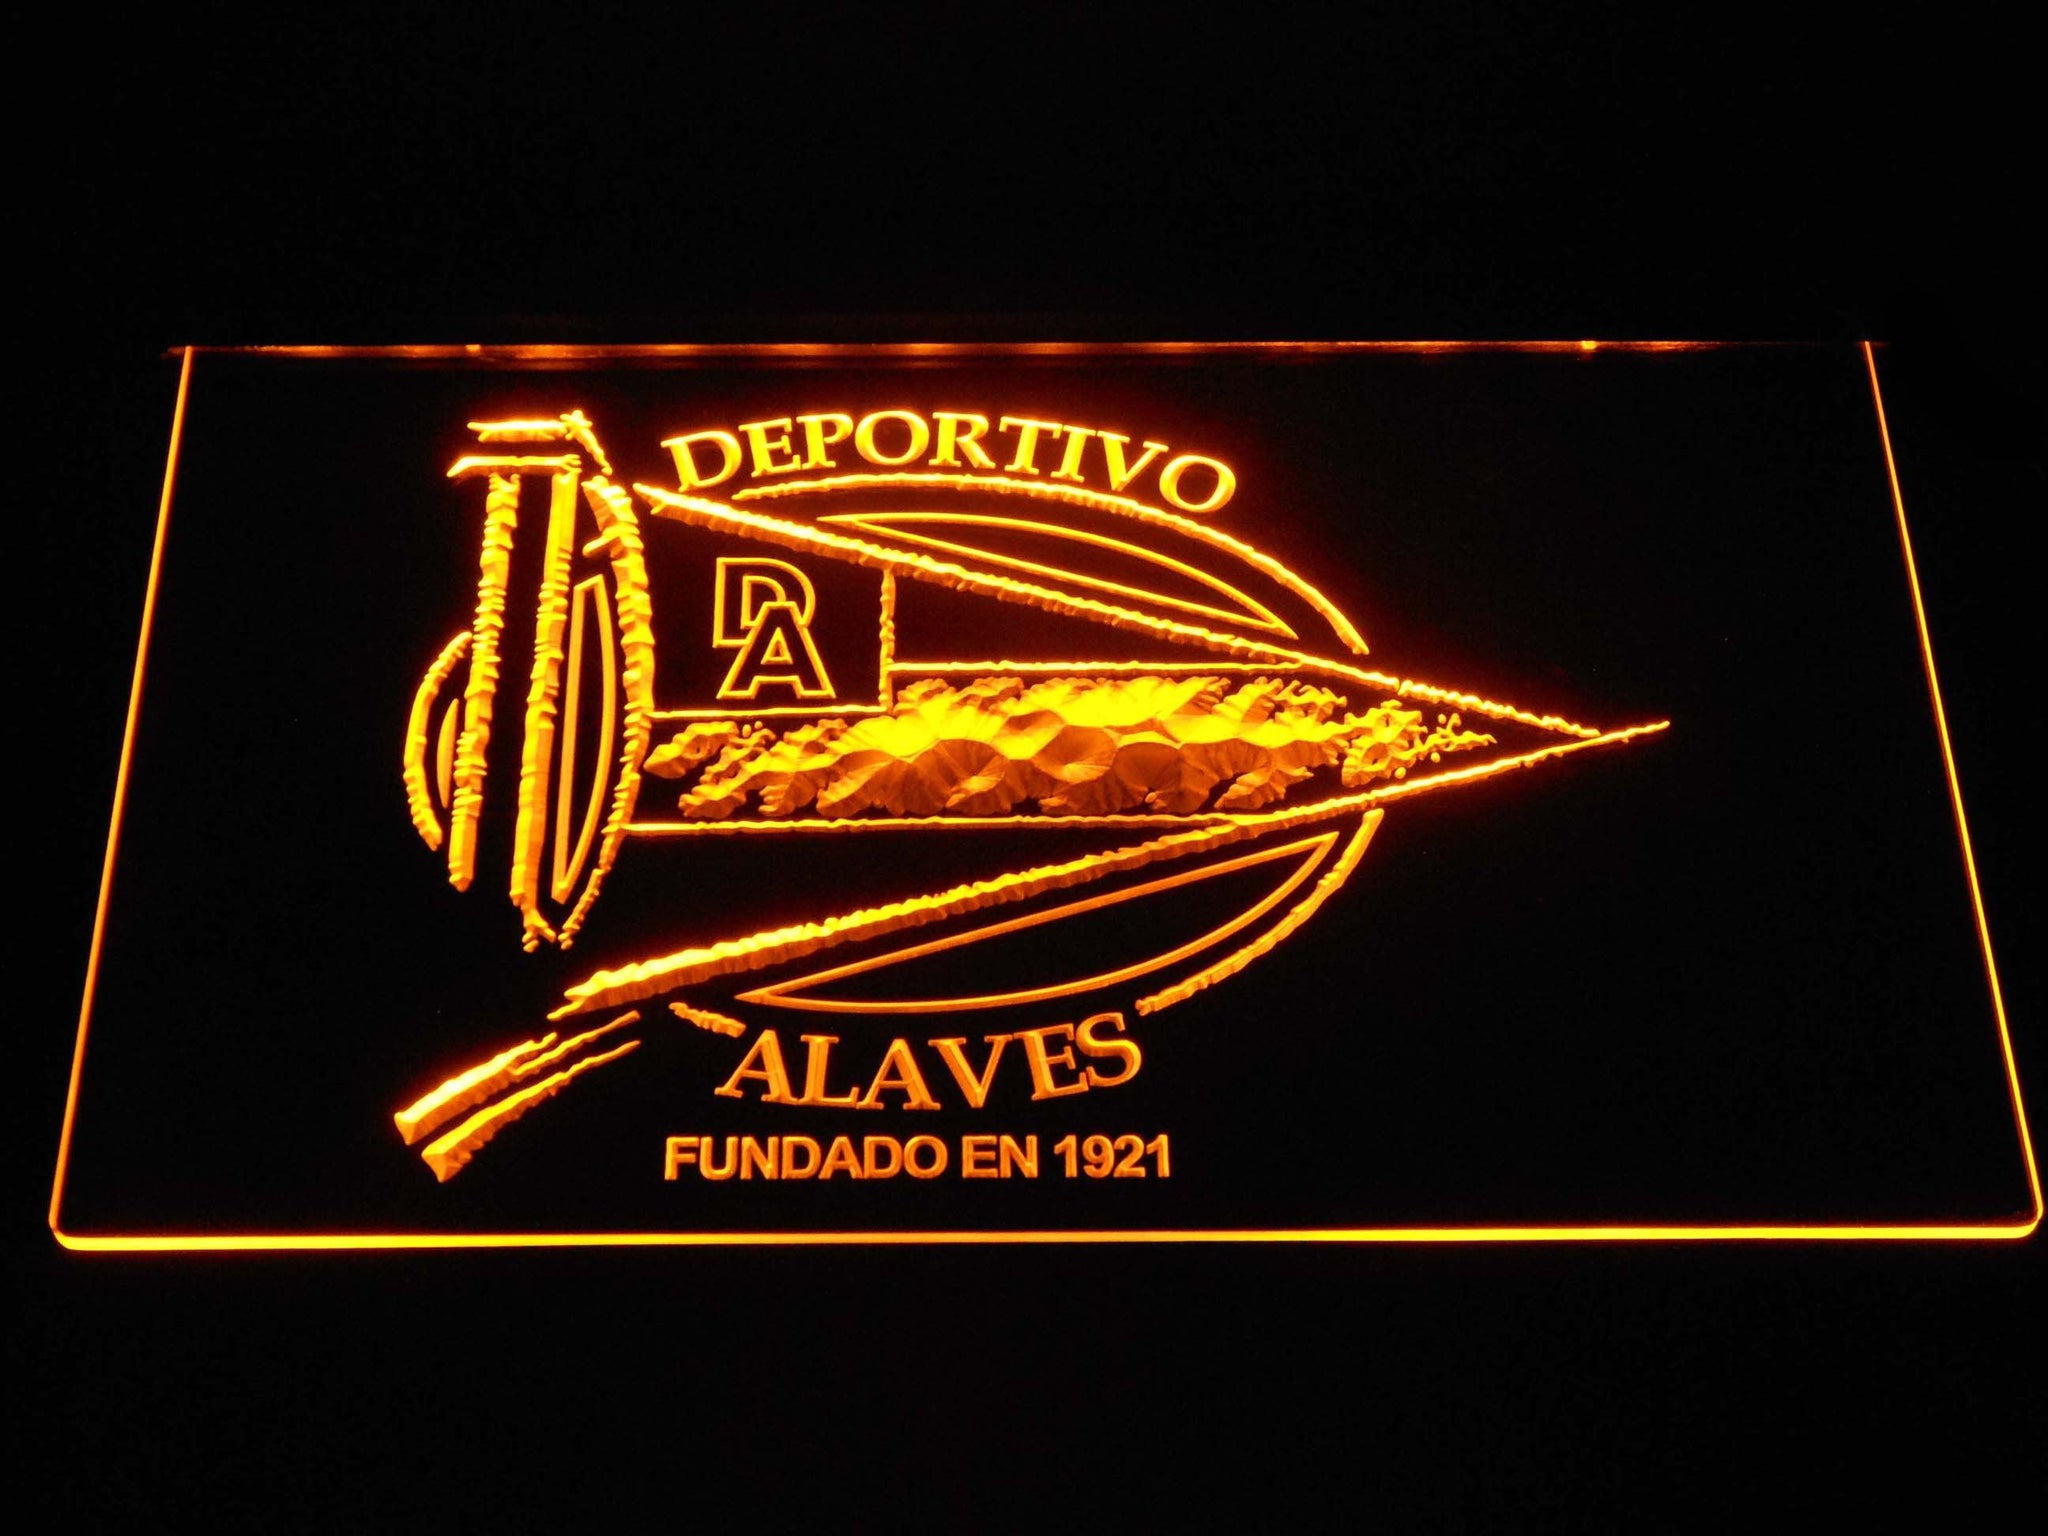 DEPORTIVO
DA
ALAVES
FUNDADO EN 1921